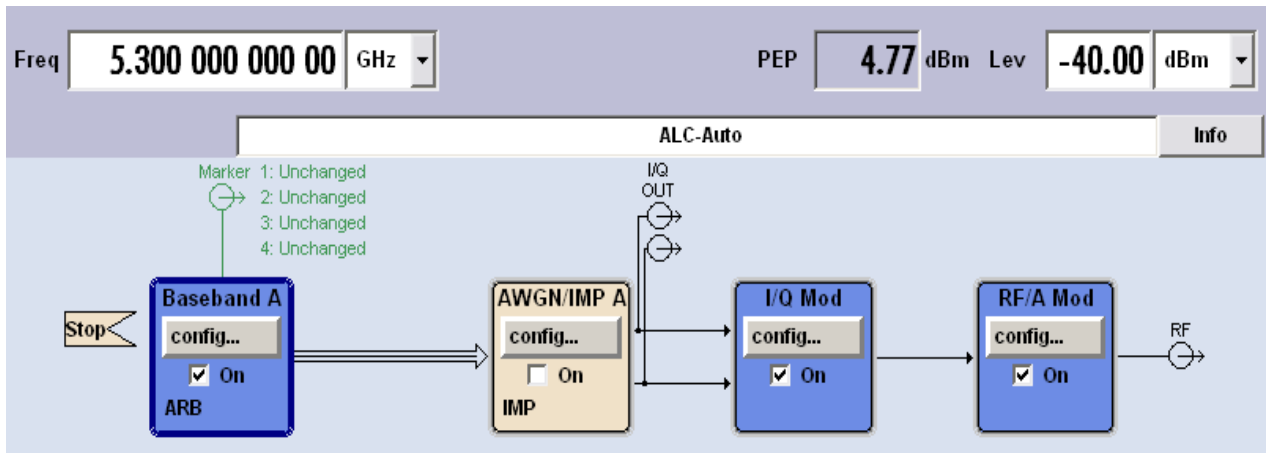 Freq 5.300 000 000 00 GHz PEP 4.77 dBm Lev -40.00 dBm
ALC-Auto Info
Marker 1: Unchanged
2: Unchanged
3: Unchanged
4: Unchanged
I/Q
OUT
Baseband A AWGN/IMP A I/Q Mod RF/A Mod
Stop config... config... config... config... RF
On On On On
ARB IMP